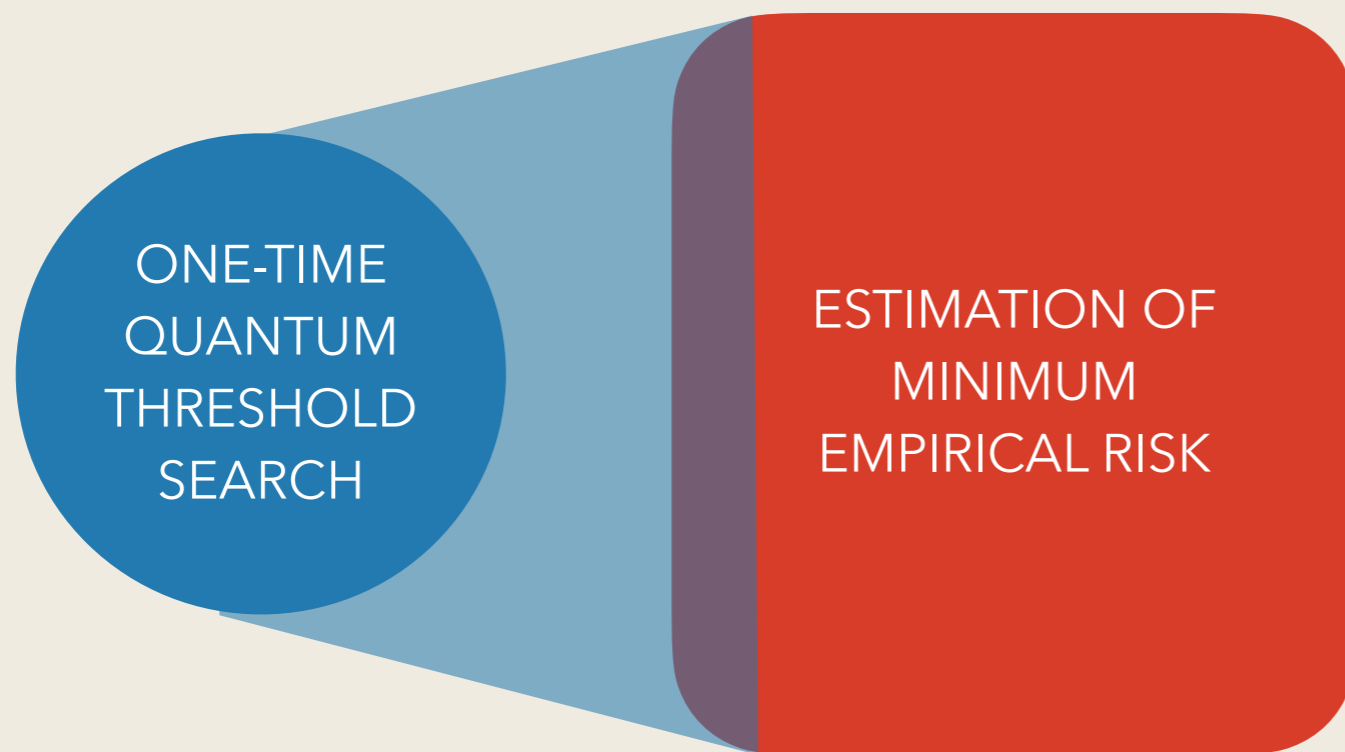 ONE-TIME
QUANTUM
THRESHOLD
SEARCH
ESTIMATION OF
MINIMUM
EMPIRICAL RISK